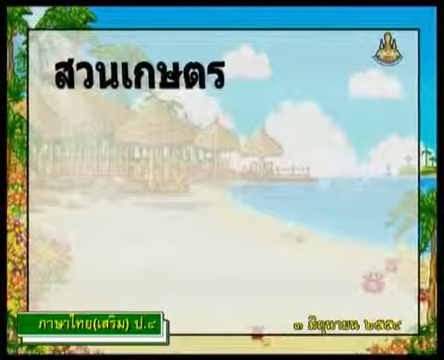 สวนเกษตร
ภาษาไทย(เสริม) ป.๔
๓ มิถุนายน ๒๕๕๔